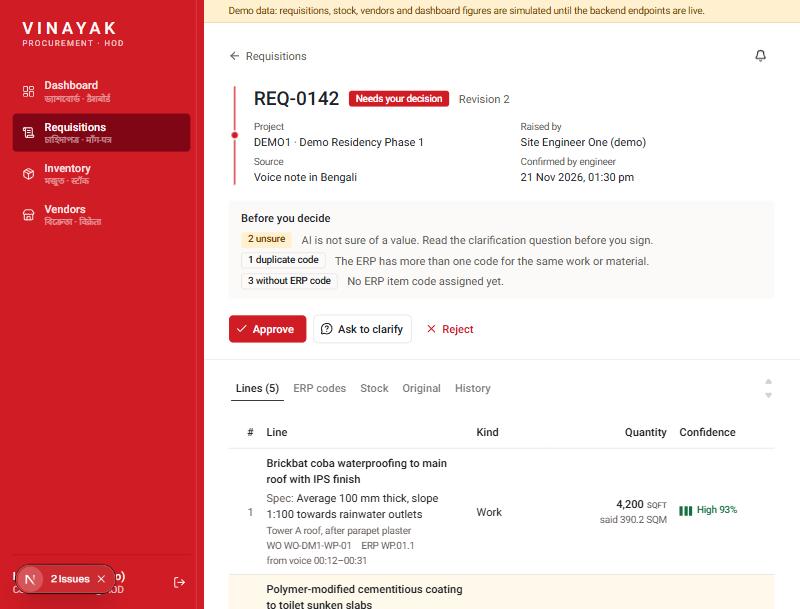 Demo data: requisitions, stock, vendors and dashboard figures are simulated until the backend endpoints are live.
VINAYAK
PROCUREMENT · HOD
Dashboard
ড্যাশবোর্ড · डैशबोर्ड
Requisitions
চাহিদাপত্র · माँग-पत्र
Inventory
মজুত · स्टॉक
Vendors
বিক্রেতা · विक्रेता
2 Issues
Requisitions
REQ-0142
Needs your decision
Revision 2
Project
DEMO1 · Demo Residency Phase 1
Raised by
Site Engineer One (demo)
Source
Voice note in Bengali
Confirmed by engineer
21 Nov 2026, 01:30 pm
Before you decide
2 unsure AI is not sure of a value. Read the clarification question before you sign.
1 duplicate code The ERP has more than one code for the same work or material.
3 without ERP code No ERP item code assigned yet.
Approve
Ask to clarify
Reject
Lines (5) ERP codes Stock Original History
# Line Kind Quantity Confidence
Brickbat coba waterproofing to main
roof with IPS finish
Spec: Average 100 mm thick, slope
1:100 towards rainwater outlets
Tower A roof, after parapet plaster
WO WO-DM1-WP-01 ERP WP.01.1
from voice 00:12–00:31
1
Work
4,200 SQFT
said 390.2 SQM
High 93%
Polymer-modified cementitious coating
to toilet sunken slabs